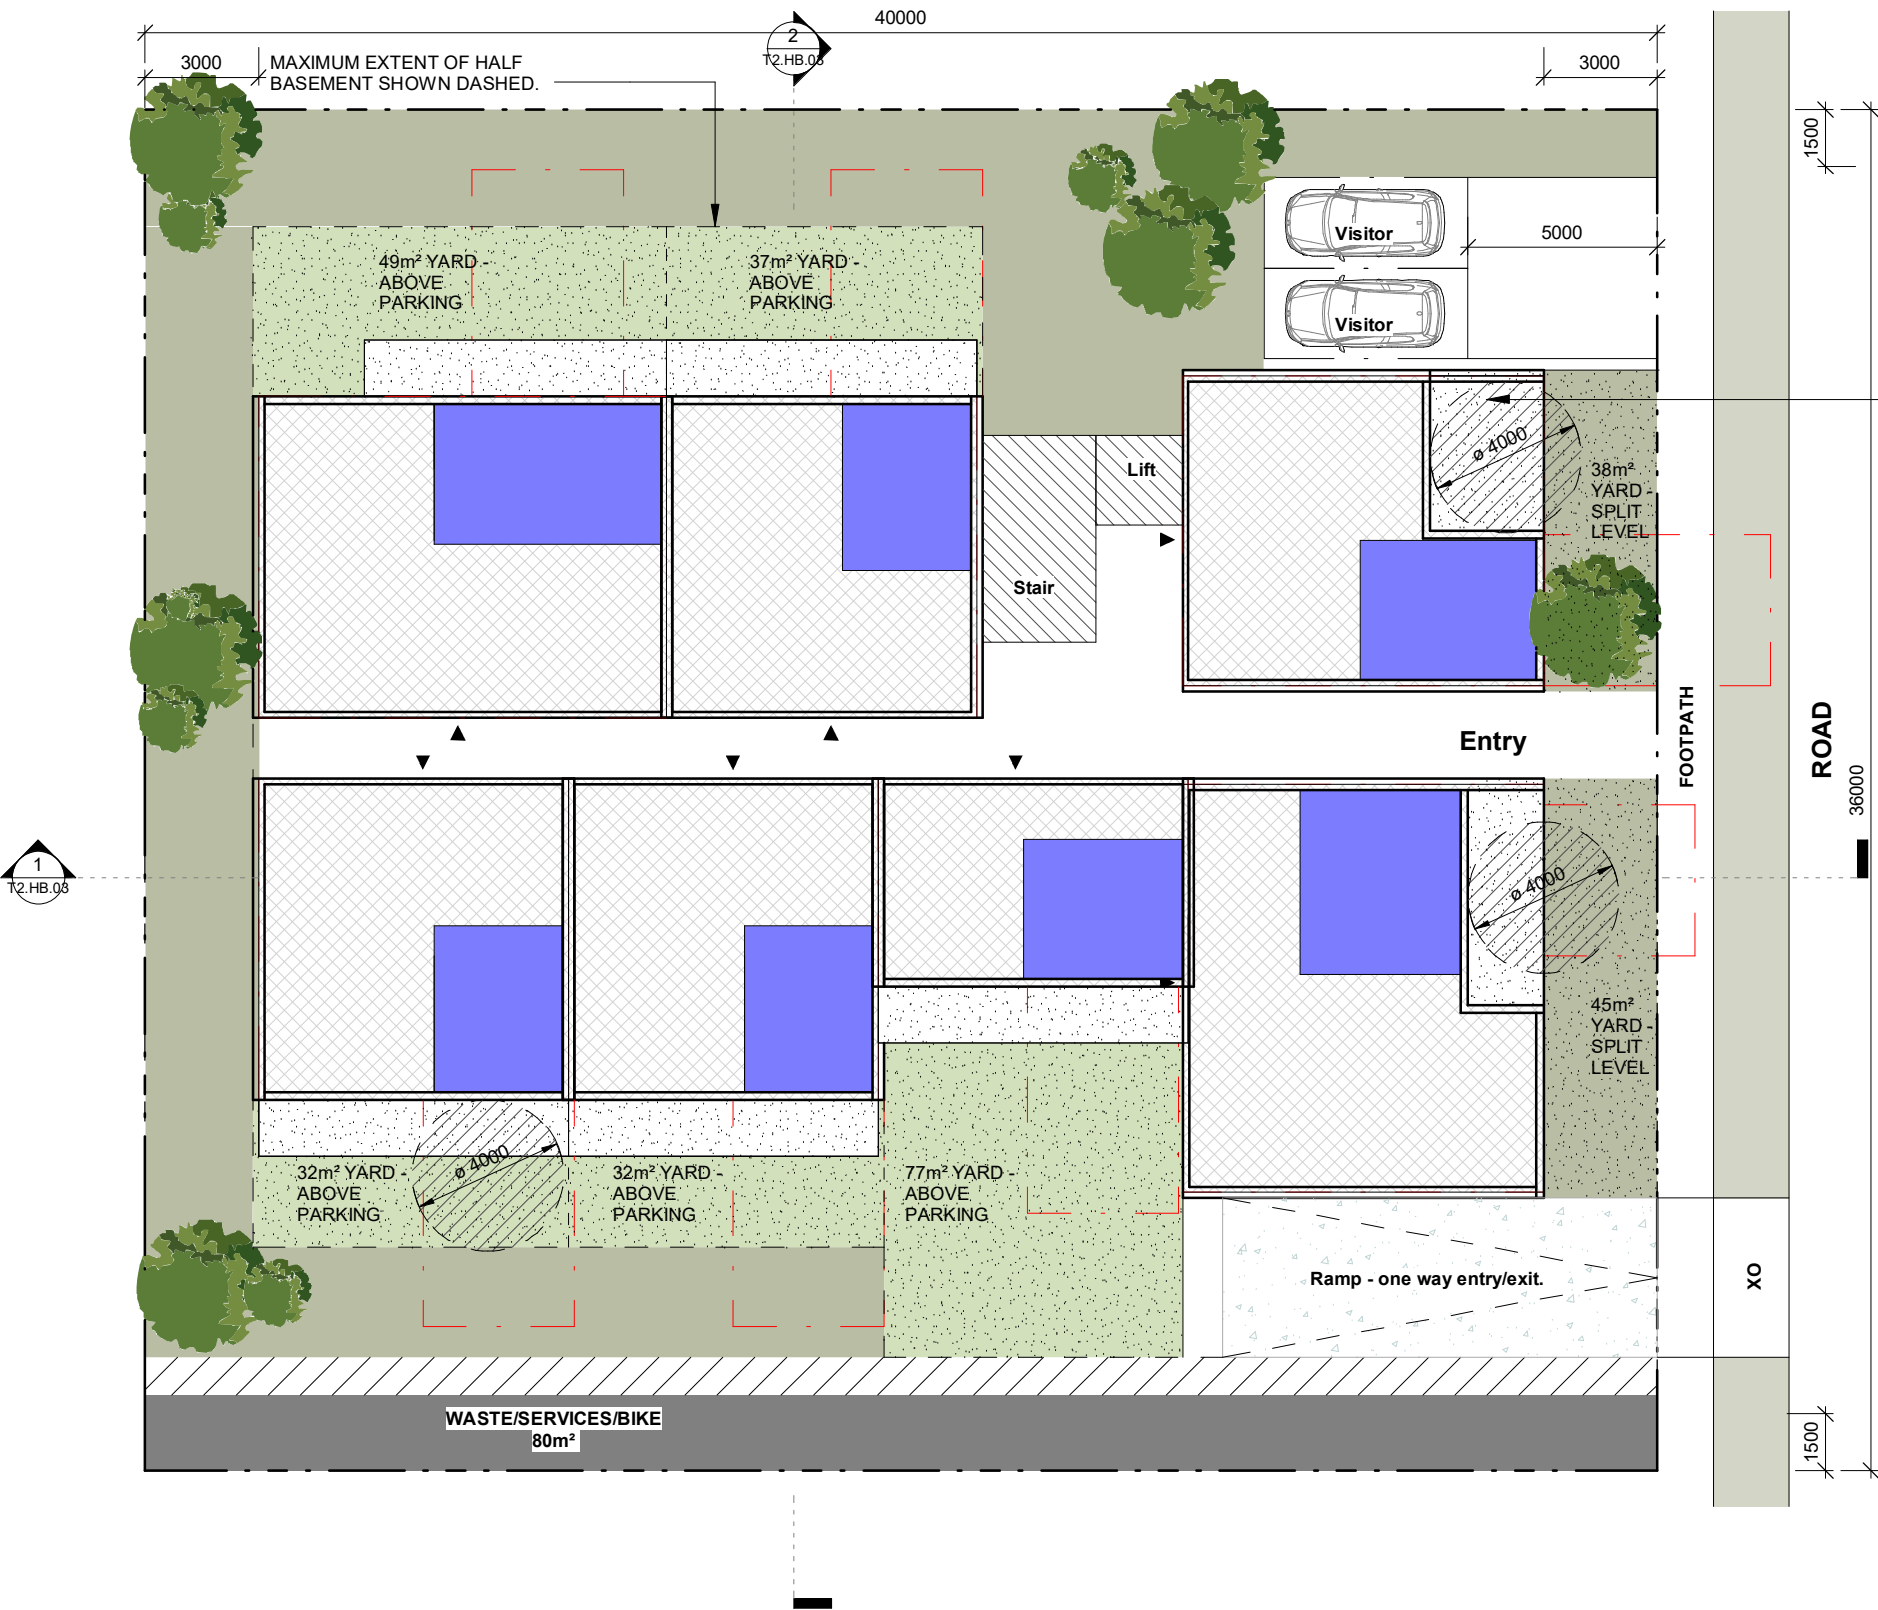 40000
2
T2.HB.03
3000
MAXIMUM EXTENT OF HALF
BASEMENT SHOWN DASHED.
3000
1500
Visitor
5000
49m² YARD -
ABOVE
PARKING
37m² YARD -
ABOVE
PARKING
Visitor
ø 4000
Lift
38m²
YARD -
SPLIT
LEVEL
Stair
Entry
FOOTPATH
ROAD
36000
1
T2.HB.03
ø 4000
45m²
YARD -
SPLIT
LEVEL
ø 4000
32m² YARD -
ABOVE
PARKING
32m² YARD -
ABOVE
PARKING
77m² YARD -
ABOVE
PARKING
Ramp - one way entry/exit.
XO
WASTE/SERVICES/BIKE
80m²
1500